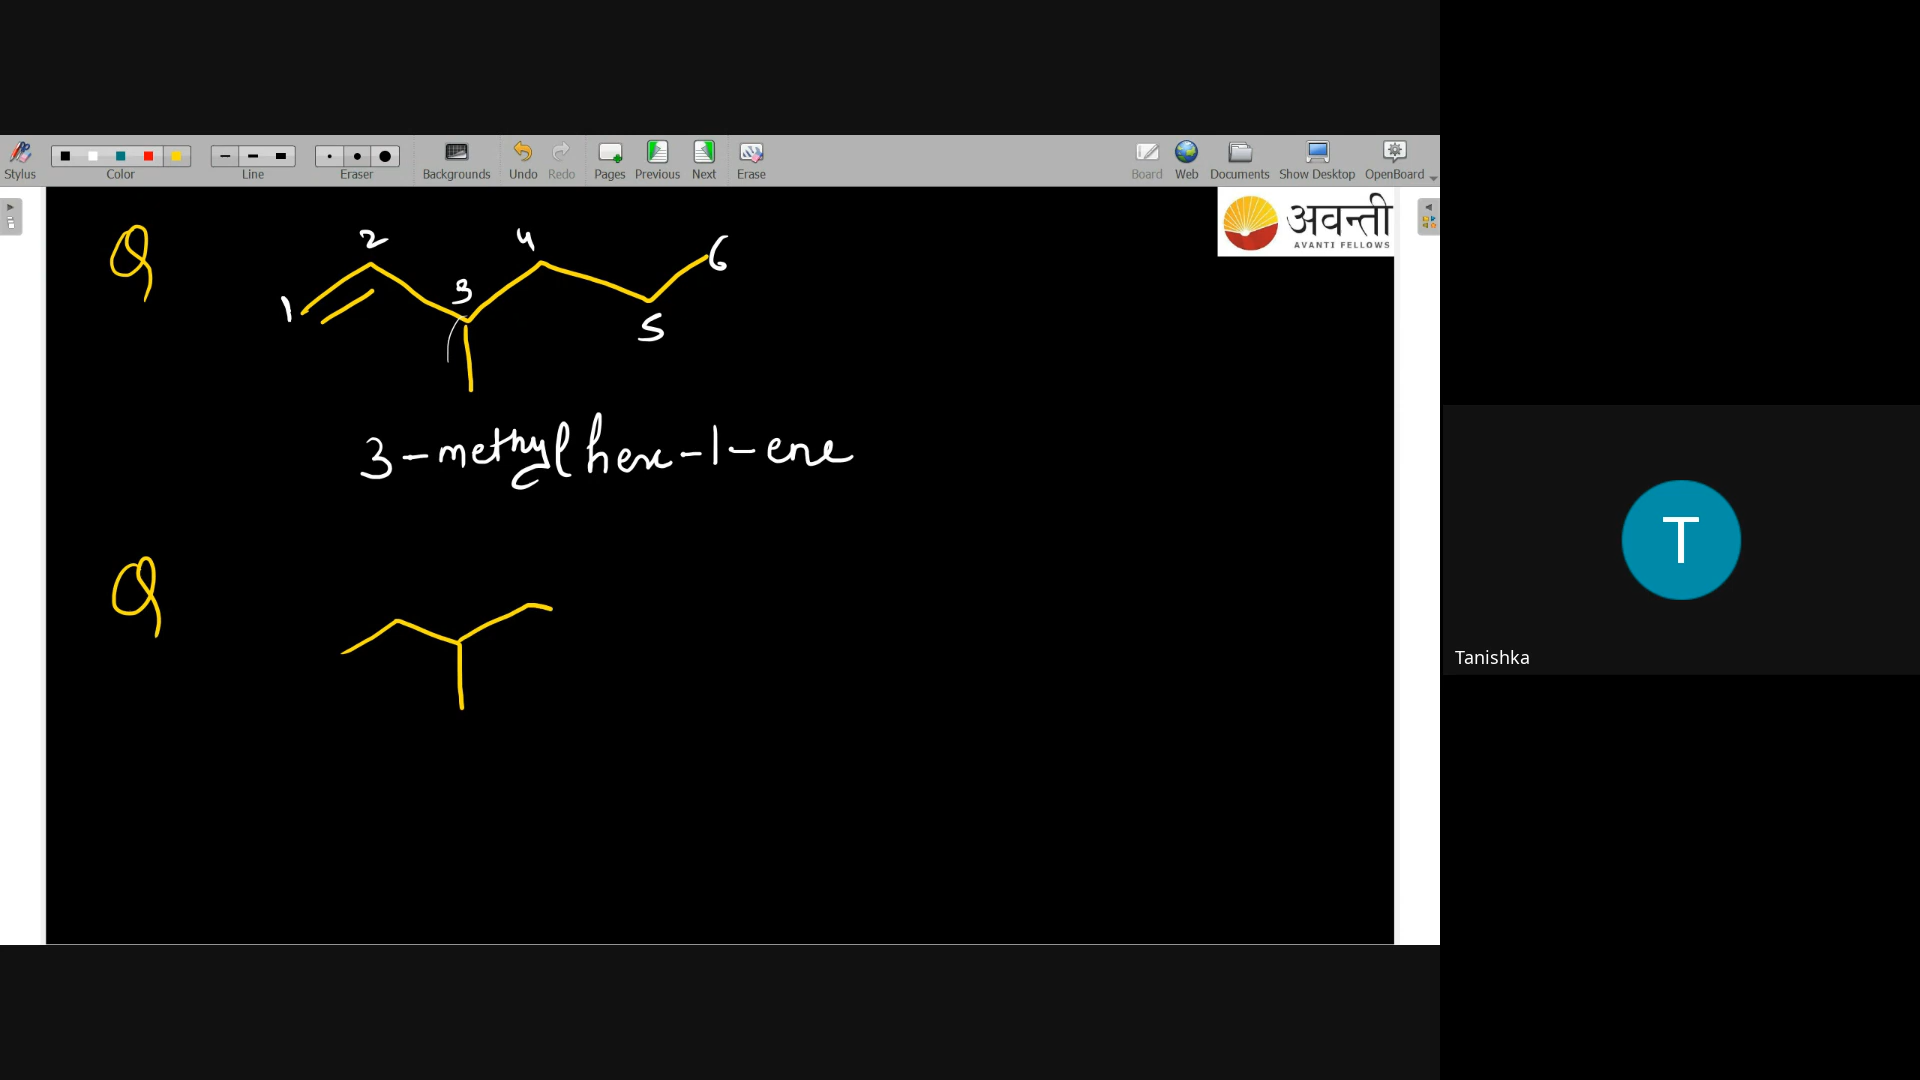 Stylus Color Line Eraser Backgrounds Undo Redo Pages Previous Next Erase Board Web Documents Show Desktop OpenBoard
अवन्ती
AVANTI FELLOWS
Q
1 2 3 4 5 6
3-methyl hex-1-ene
Q
T
Tanishka